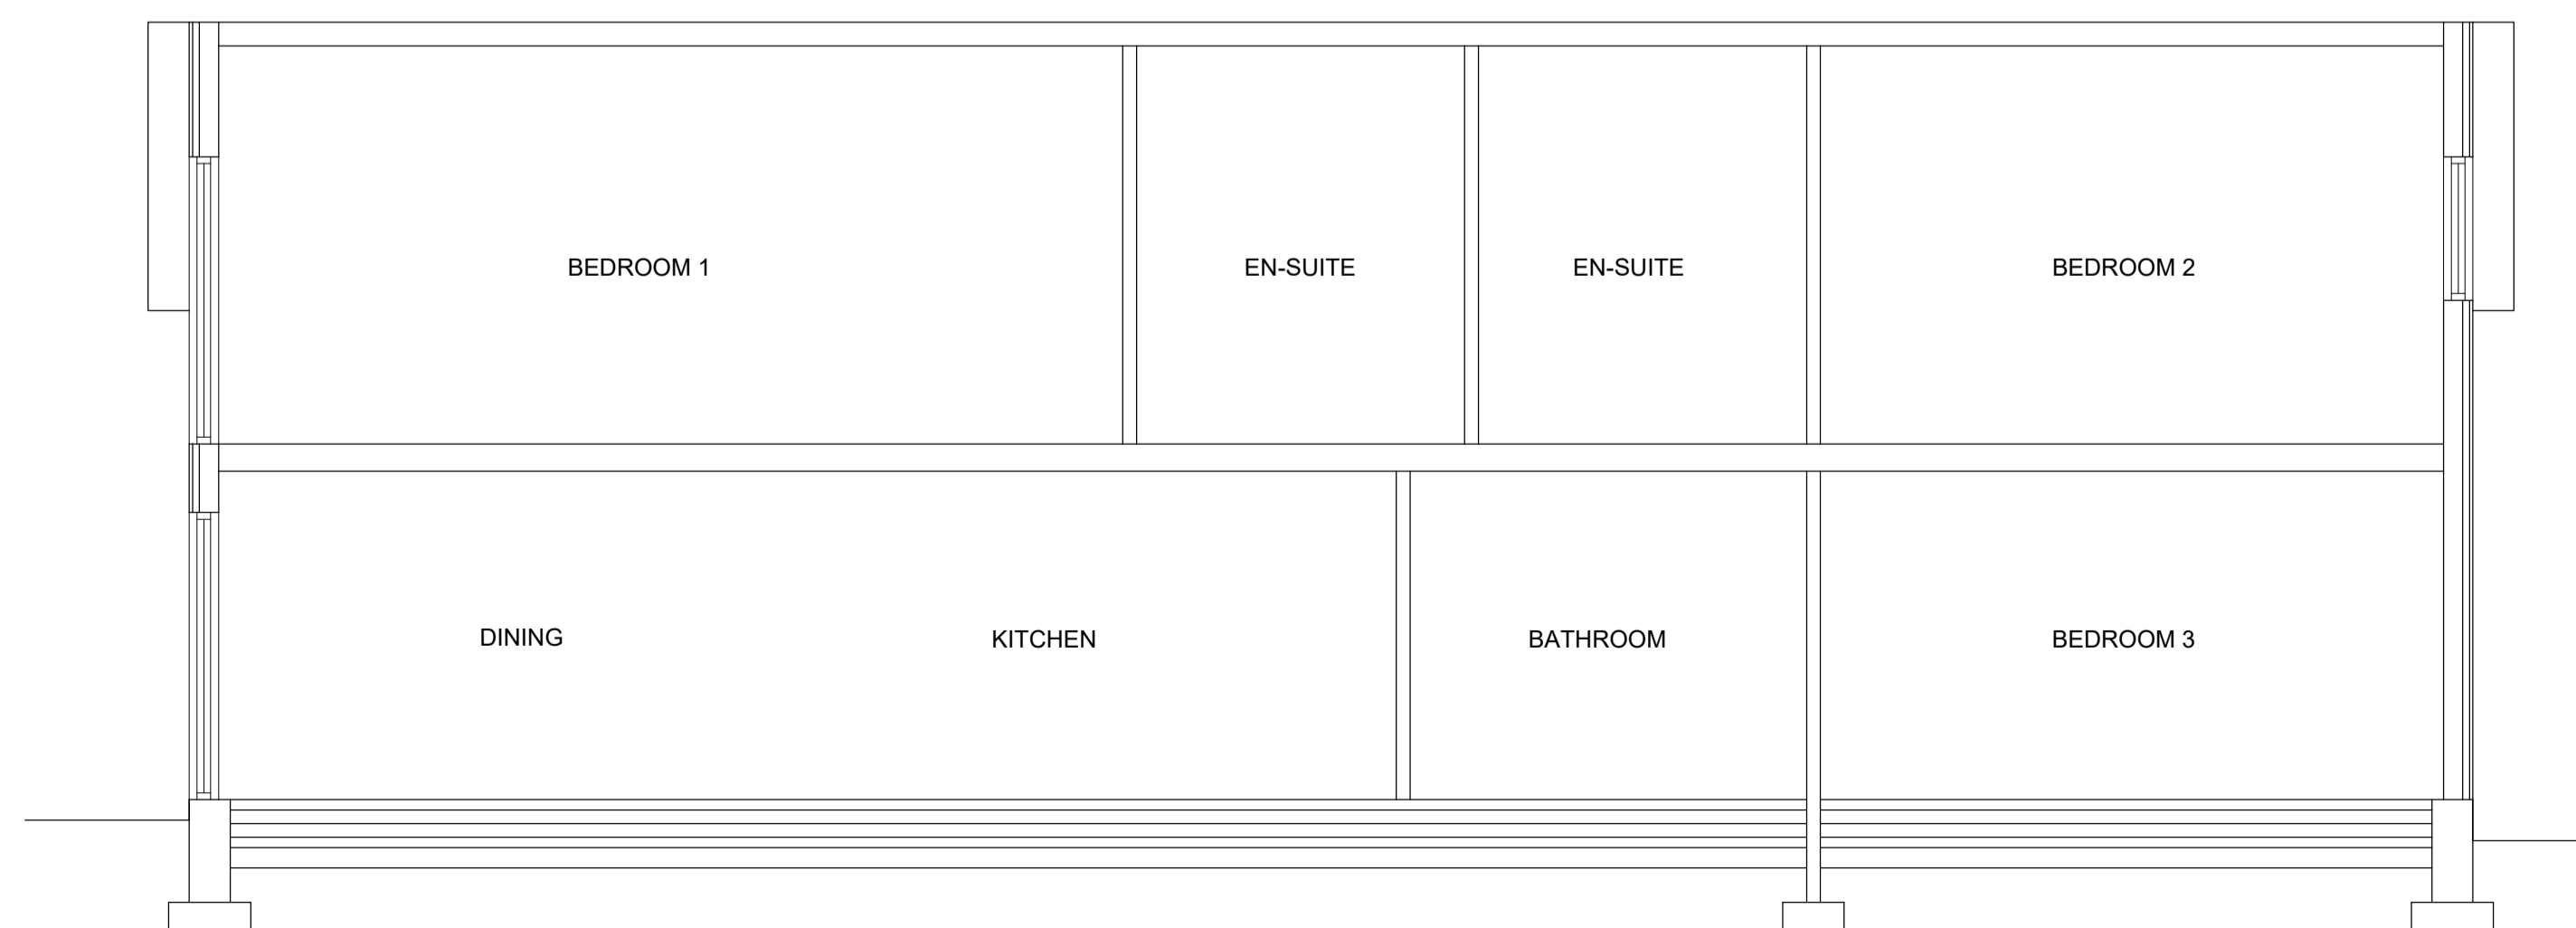 BEDROOM 1
EN-SUITE
EN-SUITE
BEDROOM 2
DINING
KITCHEN
BATHROOM
BEDROOM 3